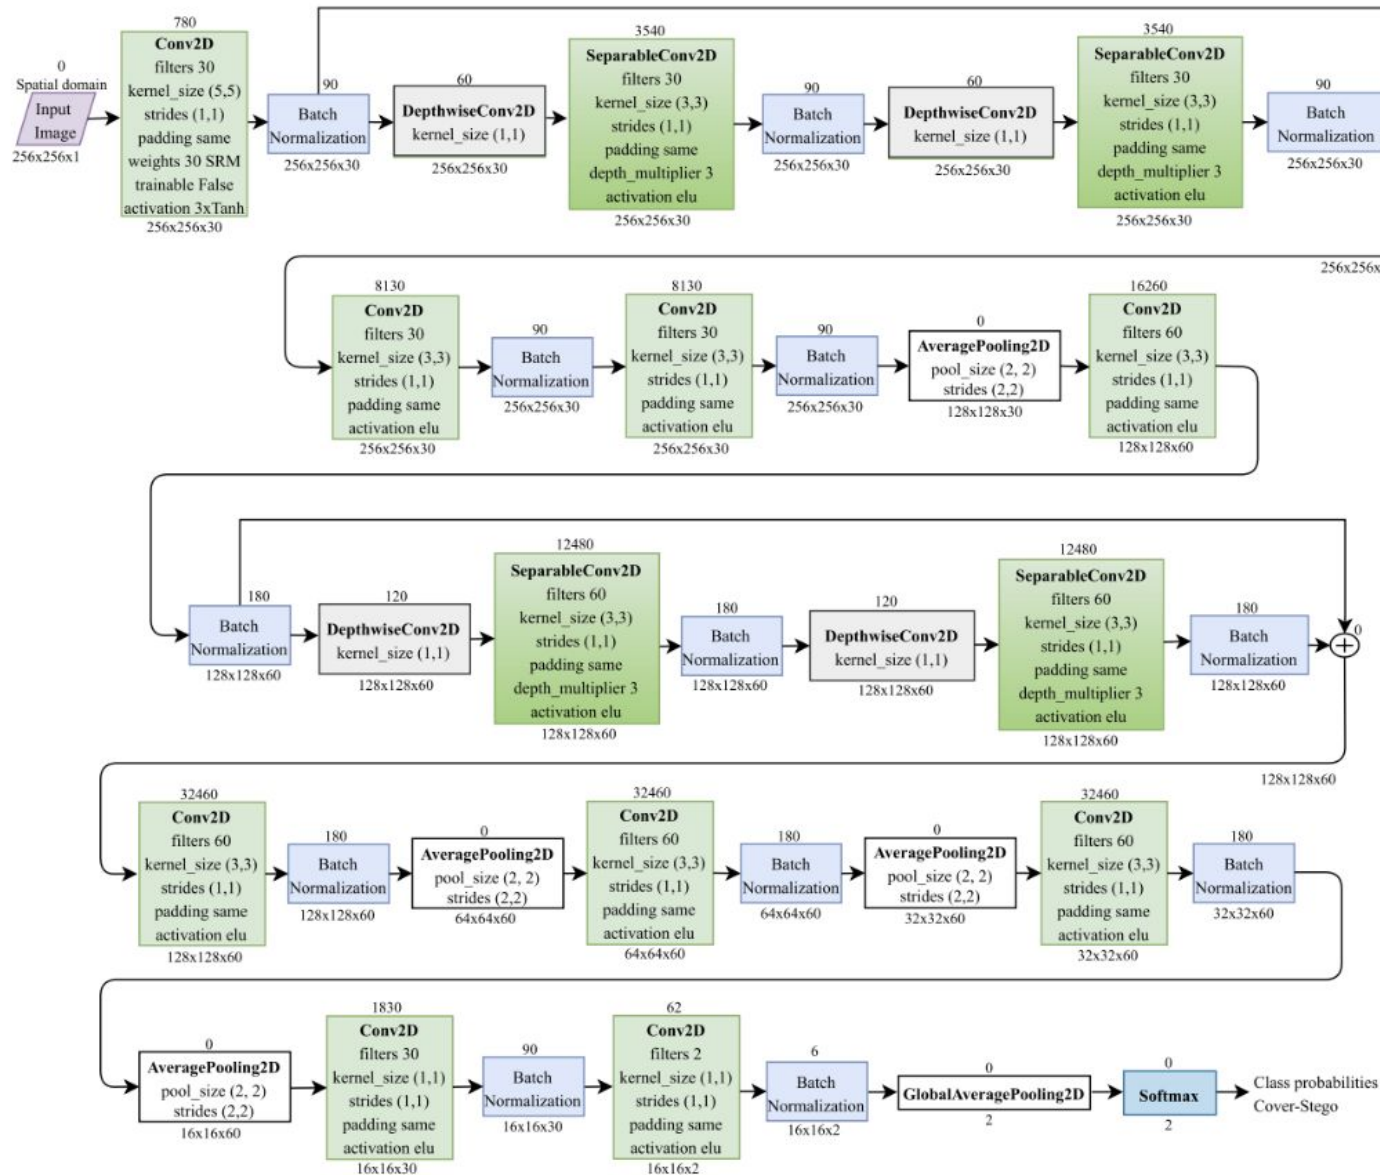 0
Spatial domain
Input
Image
256x256x1
780
Conv2D
filters 30
kernel_size (5,5)
strides (1,1)
padding same
weights 30 SRM
trainable False
activation 3xTanh
256x256x30
90
Batch
Normalization
256x256x30
60
DepthwiseConv2D
kernel_size (1,1)
256x256x30
3540
SeparableConv2D
filters 30
kernel_size (3,3)
strides (1,1)
padding same
depth_multiplier 3
activation elu
256x256x30
90
Batch
Normalization
256x256x30
60
DepthwiseConv2D
kernel_size (1,1)
256x256x30
3540
SeparableConv2D
filters 30
kernel_size (3,3)
strides (1,1)
padding same
depth_multiplier 3
activation elu
256x256x30
90
Batch
Normalization
256x256x30
256x256x
8130
Conv2D
filters 30
kernel_size (3,3)
strides (1,1)
padding same
activation elu
256x256x30
90
Batch
Normalization
256x256x30
8130
Conv2D
filters 30
kernel_size (3,3)
strides (1,1)
padding same
activation elu
256x256x30
90
Batch
Normalization
256x256x30
0
AveragePooling2D
pool_size (2, 2)
strides (2,2)
128x128x30
16260
Conv2D
filters 60
kernel_size (3,3)
strides (1,1)
padding same
activation elu
128x128x60
180
Batch
Normalization
128x128x60
120
DepthwiseConv2D
kernel_size (1,1)
128x128x60
12480
SeparableConv2D
filters 60
kernel_size (3,3)
strides (1,1)
padding same
depth_multiplier 3
activation elu
128x128x60
180
Batch
Normalization
128x128x60
120
DepthwiseConv2D
kernel_size (1,1)
128x128x60
12480
SeparableConv2D
filters 60
kernel_size (3,3)
strides (1,1)
padding same
depth_multiplier 3
activation elu
128x128x60
180
Batch
Normalization
128x128x60
0
+
128x128x60
32460
Conv2D
filters 60
kernel_size (3,3)
strides (1,1)
padding same
activation elu
128x128x60
180
Batch
Normalization
128x128x60
0
AveragePooling2D
pool_size (2, 2)
strides (2,2)
64x64x60
32460
Conv2D
filters 60
kernel_size (3,3)
strides (1,1)
padding same
activation elu
64x64x60
180
Batch
Normalization
64x64x60
0
AveragePooling2D
pool_size (2, 2)
strides (2,2)
32x32x60
32460
Conv2D
filters 60
kernel_size (3,3)
strides (1,1)
padding same
activation elu
32x32x60
180
Batch
Normalization
32x32x60
0
AveragePooling2D
pool_size (2, 2)
strides (2,2)
16x16x60
1830
Conv2D
filters 30
kernel_size (1,1)
strides (1,1)
padding same
activation elu
16x16x30
90
Batch
Normalization
16x16x30
62
Conv2D
filters 2
kernel_size (1,1)
strides (1,1)
padding same
activation elu
16x16x2
6
Batch
Normalization
16x16x2
0
GlobalAveragePooling2D
2
0
Softmax
2
Class probabilities
Cover-Stego